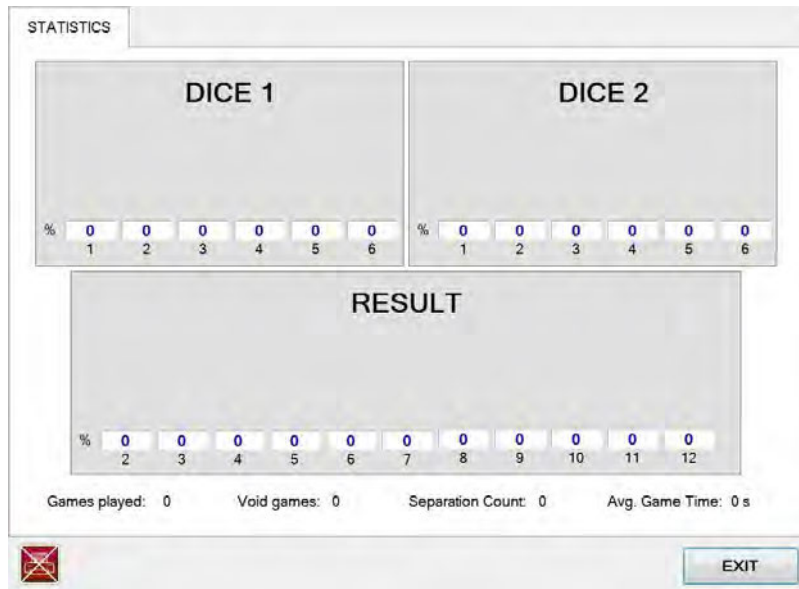 STATISTICS
DICE 1
% 0 0 0 0 0 0
1 2 3 4 5 6
DICE 2
% 0 0 0 0 0 0
1 2 3 4 5 6
RESULT
% 0 0 0 0 0 0 0 0 0 0 0
2 3 4 5 6 7 8 9 10 11 12
Games played: 0 Void games: 0 Separation Count: 0 Avg. Game Time: 0 s
EXIT